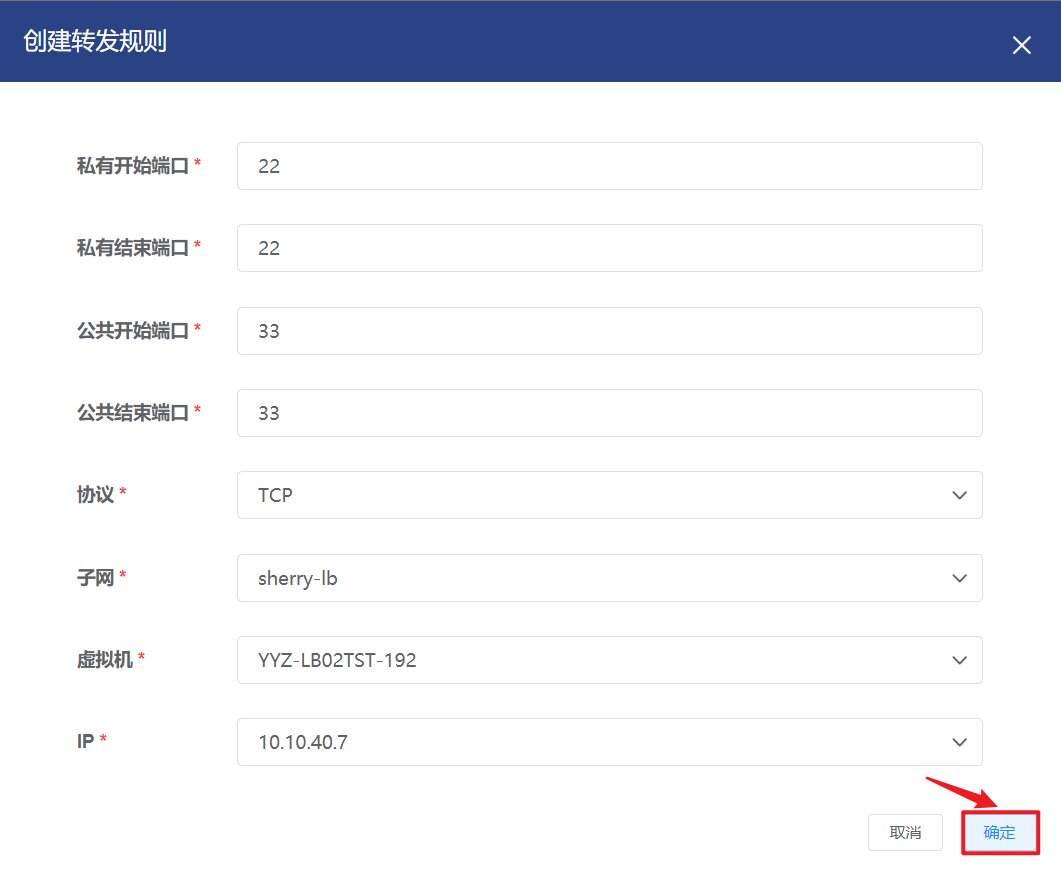 创建转发规则
私有开始端口 * 22
私有结束端口 * 22
公共开始端口 * 33
公共结束端口 * 33
协议 * TCP
子网 * sherry-lb
虚拟机 * YYZ-LB02TST-192
IP * 10.10.40.7
取消 确定